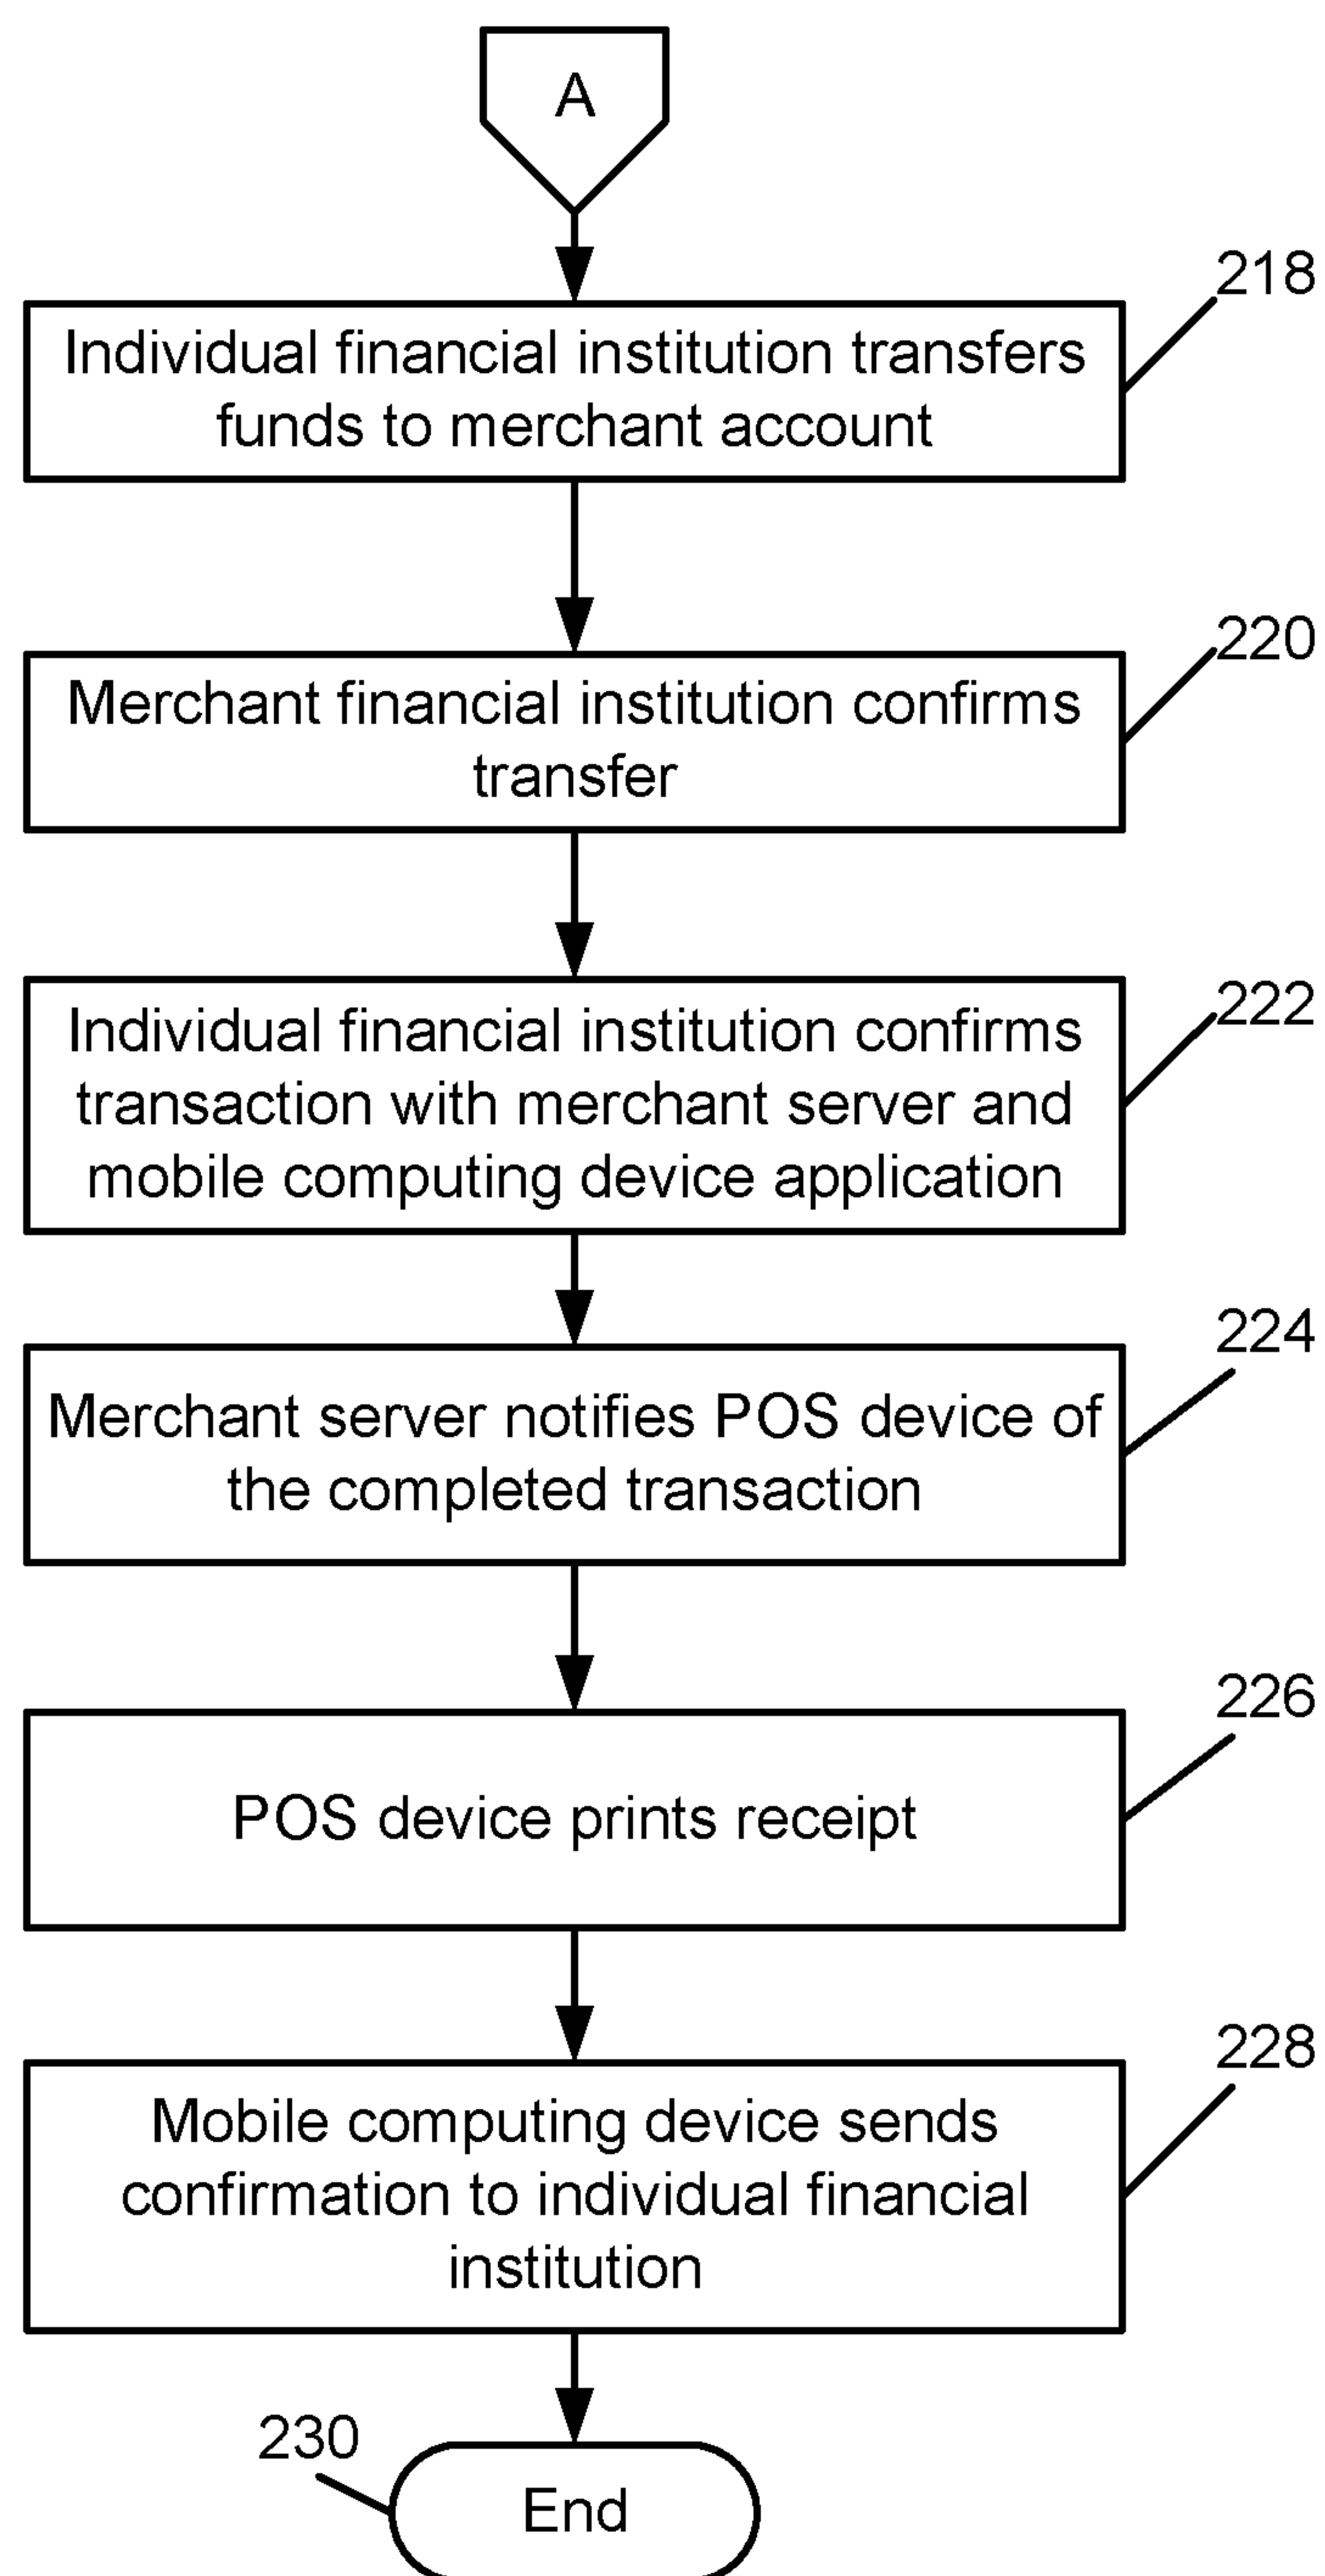 A
218
Individual financial institution transfers
funds to merchant account
220
Merchant financial institution confirms
transfer
222
Individual financial institution confirms
transaction with merchant server and
mobile computing device application
224
Merchant server notifies POS device of
the completed transaction
226
POS device prints receipt
228
Mobile computing device sends
confirmation to individual financial
institution
230
End